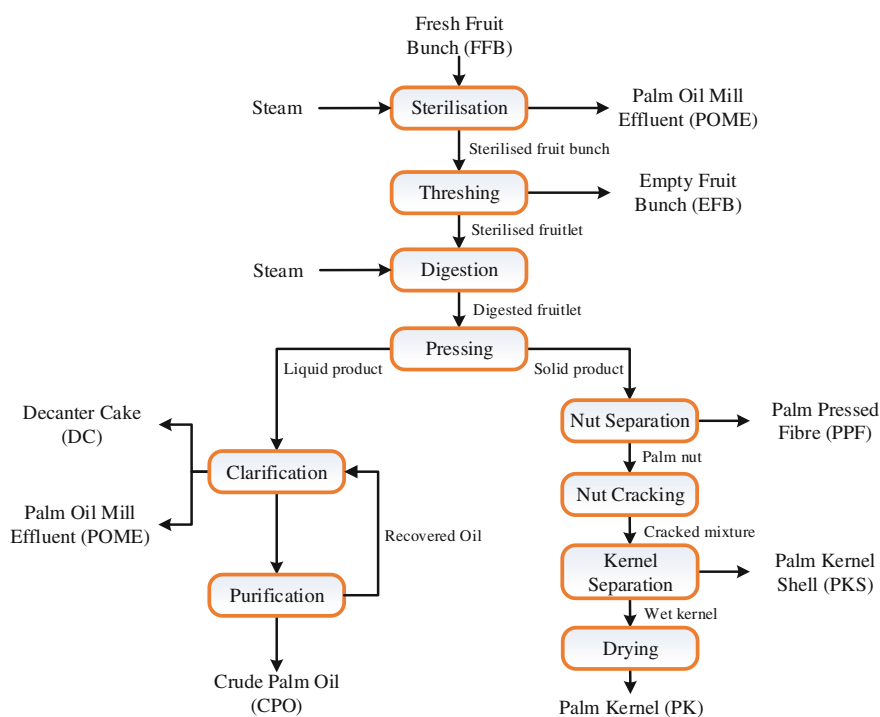 Fresh Fruit
Bunch (FFB)
Steam
Sterilisation
Palm Oil Mill
Effluent (POME)
Sterilised fruit bunch
Threshing
Empty Fruit
Bunch (EFB)
Sterilised fruitlet
Steam
Digestion
Digested fruitlet
Pressing
Liquid product
Solid product
Decanter Cake
(DC)
Nut Separation
Palm Pressed
Fibre (PPF)
Palm nut
Clarification
Nut Cracking
Palm Oil Mill
Effluent (POME)
Recovered Oil
Cracked mixture
Kernel
Separation
Palm Kernel
Shell (PKS)
Purification
Wet kernel
Drying
Crude Palm Oil
(CPO)
Palm Kernel (PK)